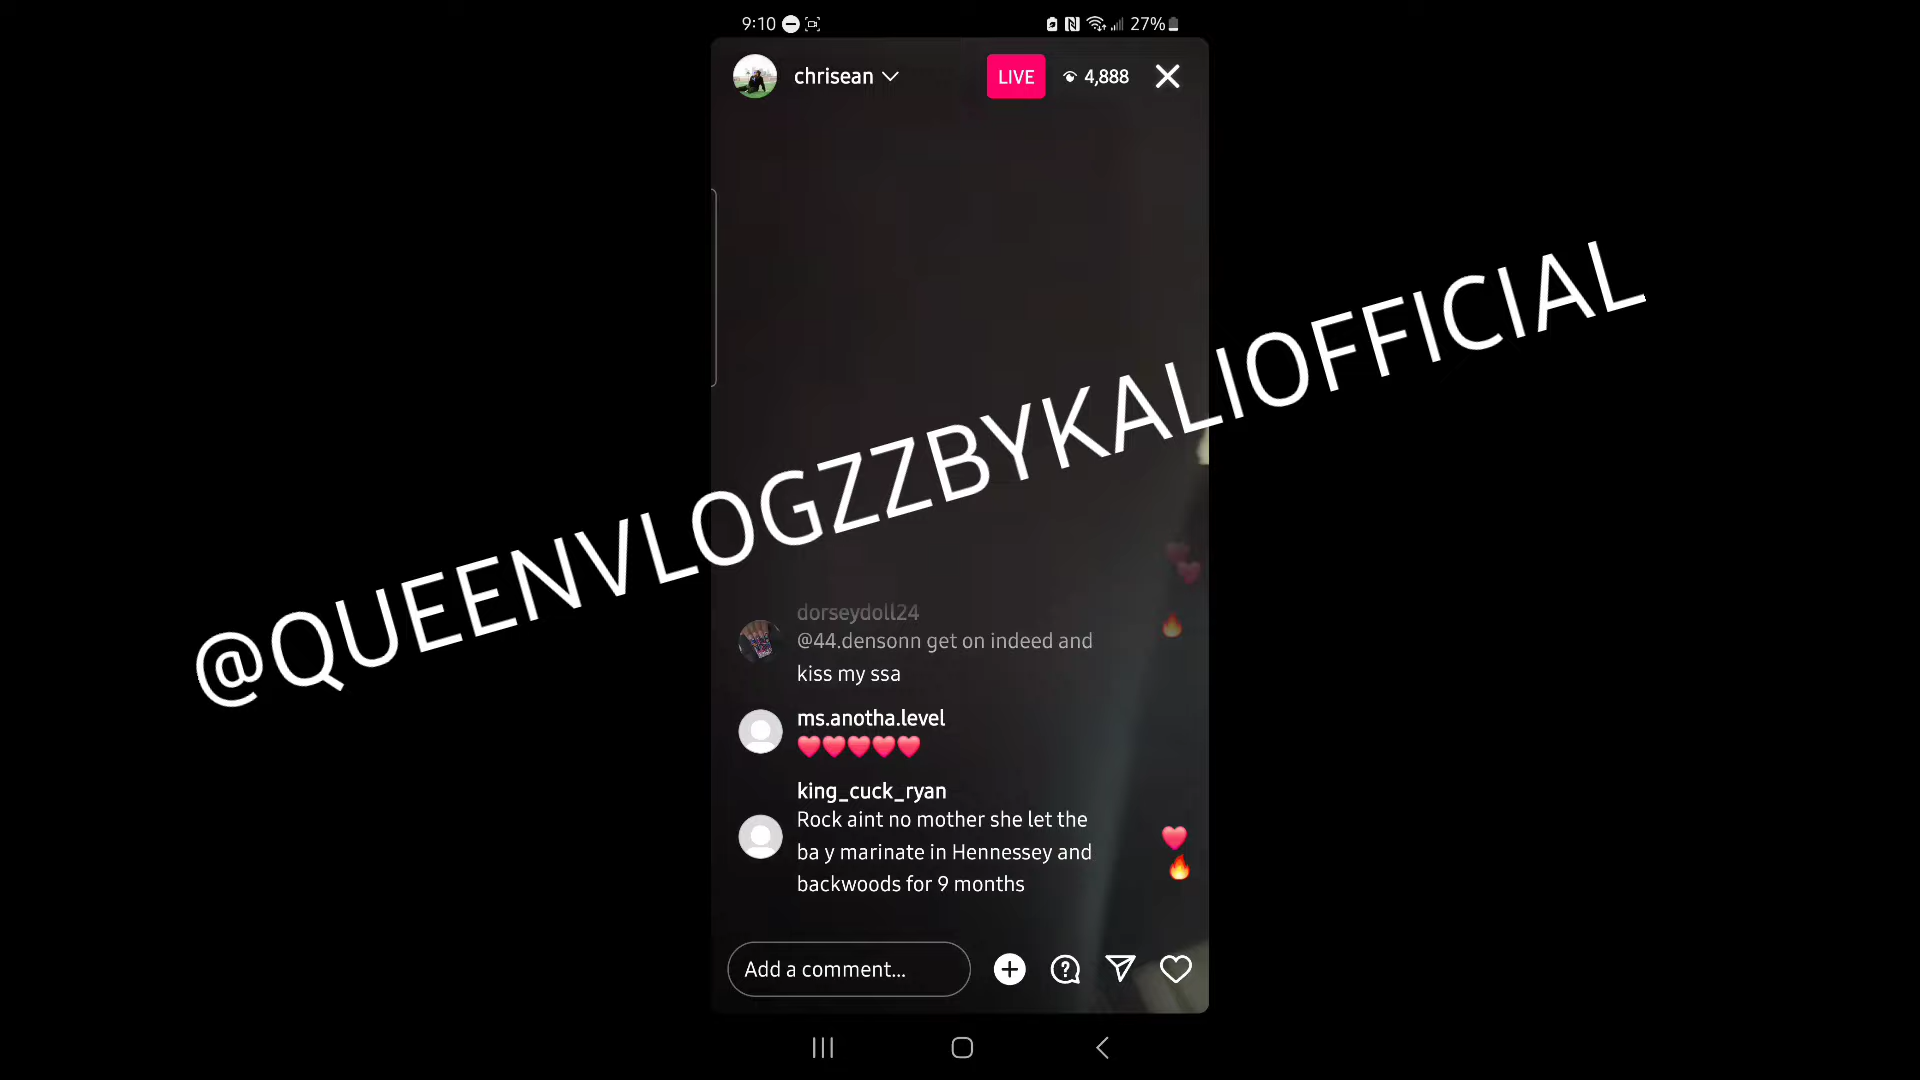 9:10
27%
chrisean
LIVE
4,888
@QUEENVLOGZZBYKALIOFFICIAL
dorseydoll24
@44.densonn get on indeed and
kiss my ssa
ms.anotha.level
king_cuck_ryan
Rock aint no mother she let the
ba y marinate in Hennessey and
backwoods for 9 months
Add a comment...